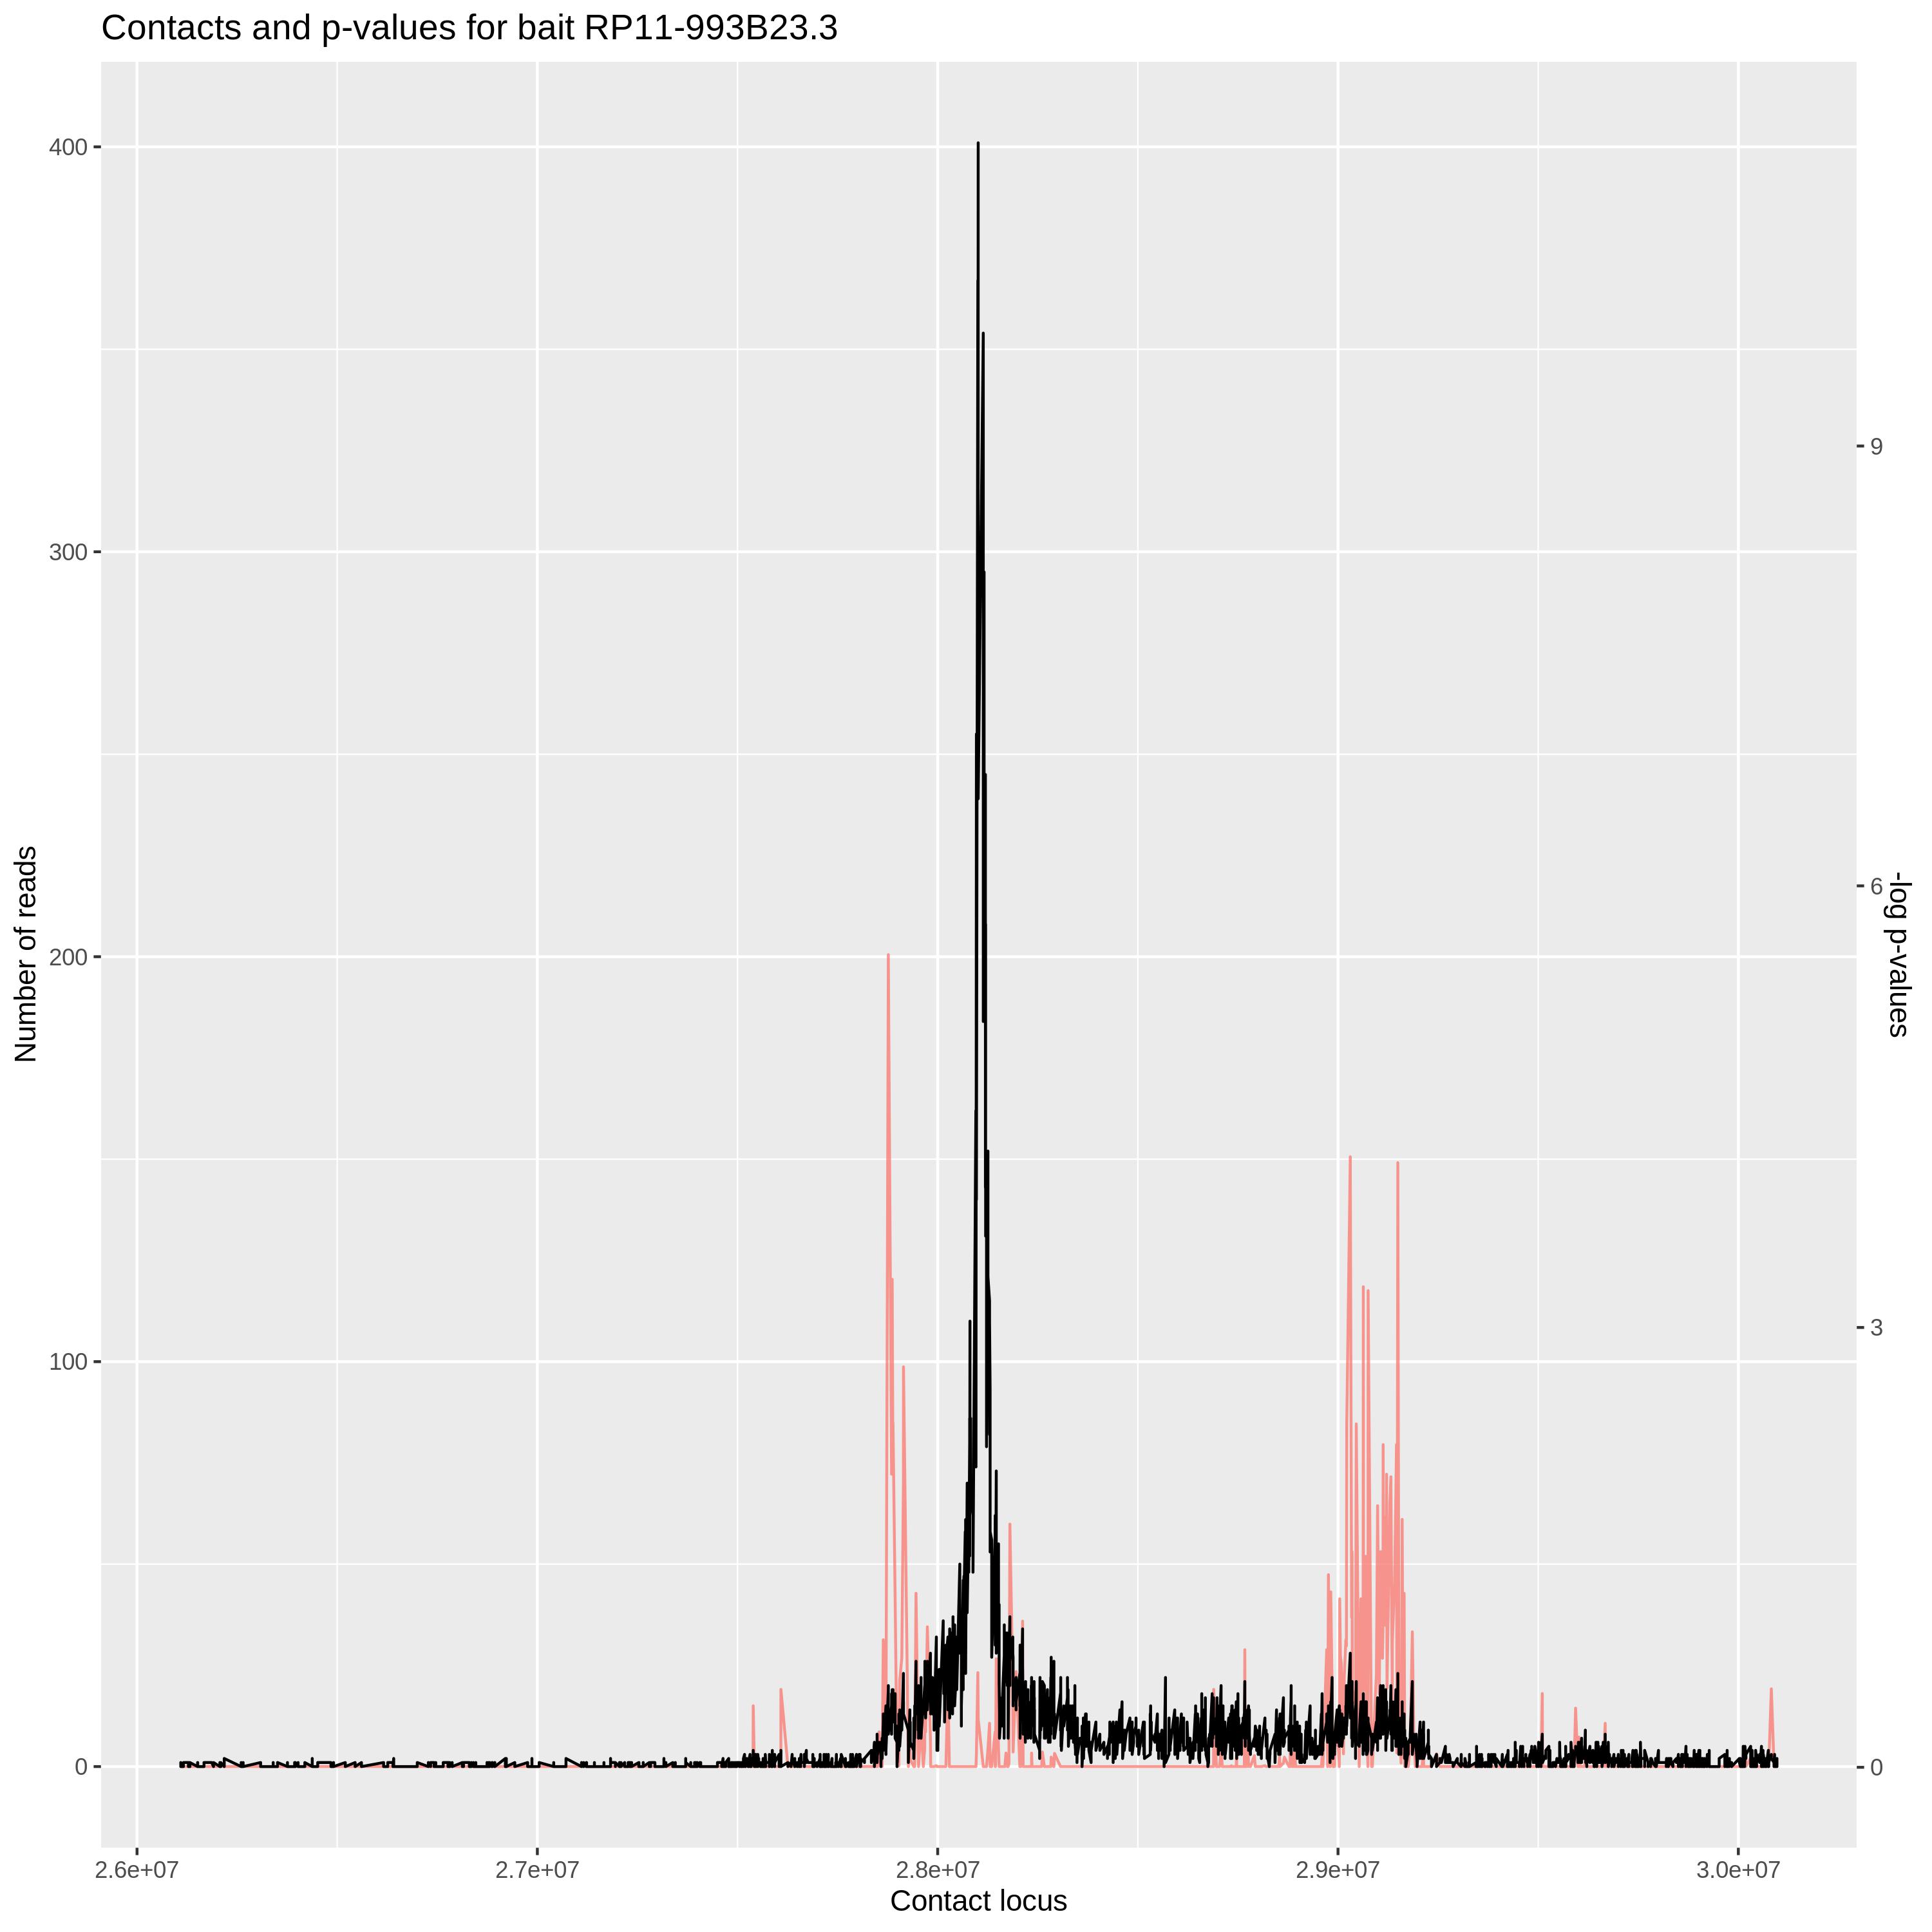 Contacts and p-values for bait RP11-993B23.3
400
300
200
100
0
Number of reads
9
6
3
0
-log p-values
2.6e+07
2.7e+07
2.8e+07
2.9e+07
3.0e+07
Contact locus